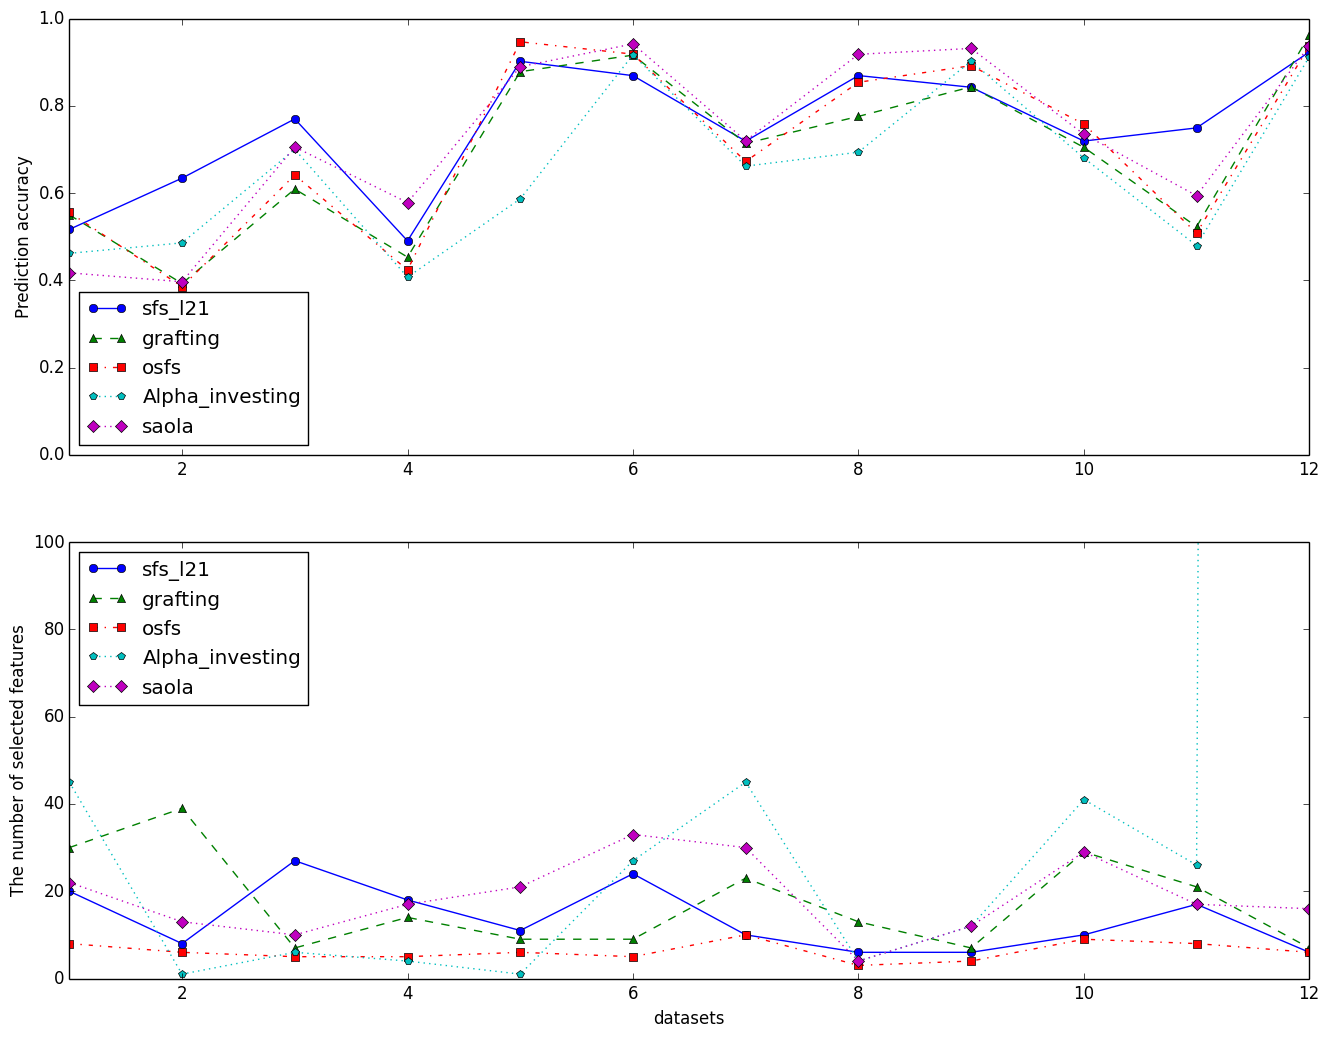 1.0
0.8
0.6
0.4
0.2
0.0
Prediction accuracy
sfs_l21
grafting
osfs
Alpha_investing
saola
2 4 6 8 10 12
100
80
60
40
20
0
The number of selected features
sfs_l21
grafting
osfs
Alpha_investing
saola
2 4 6 8 10 12
datasets